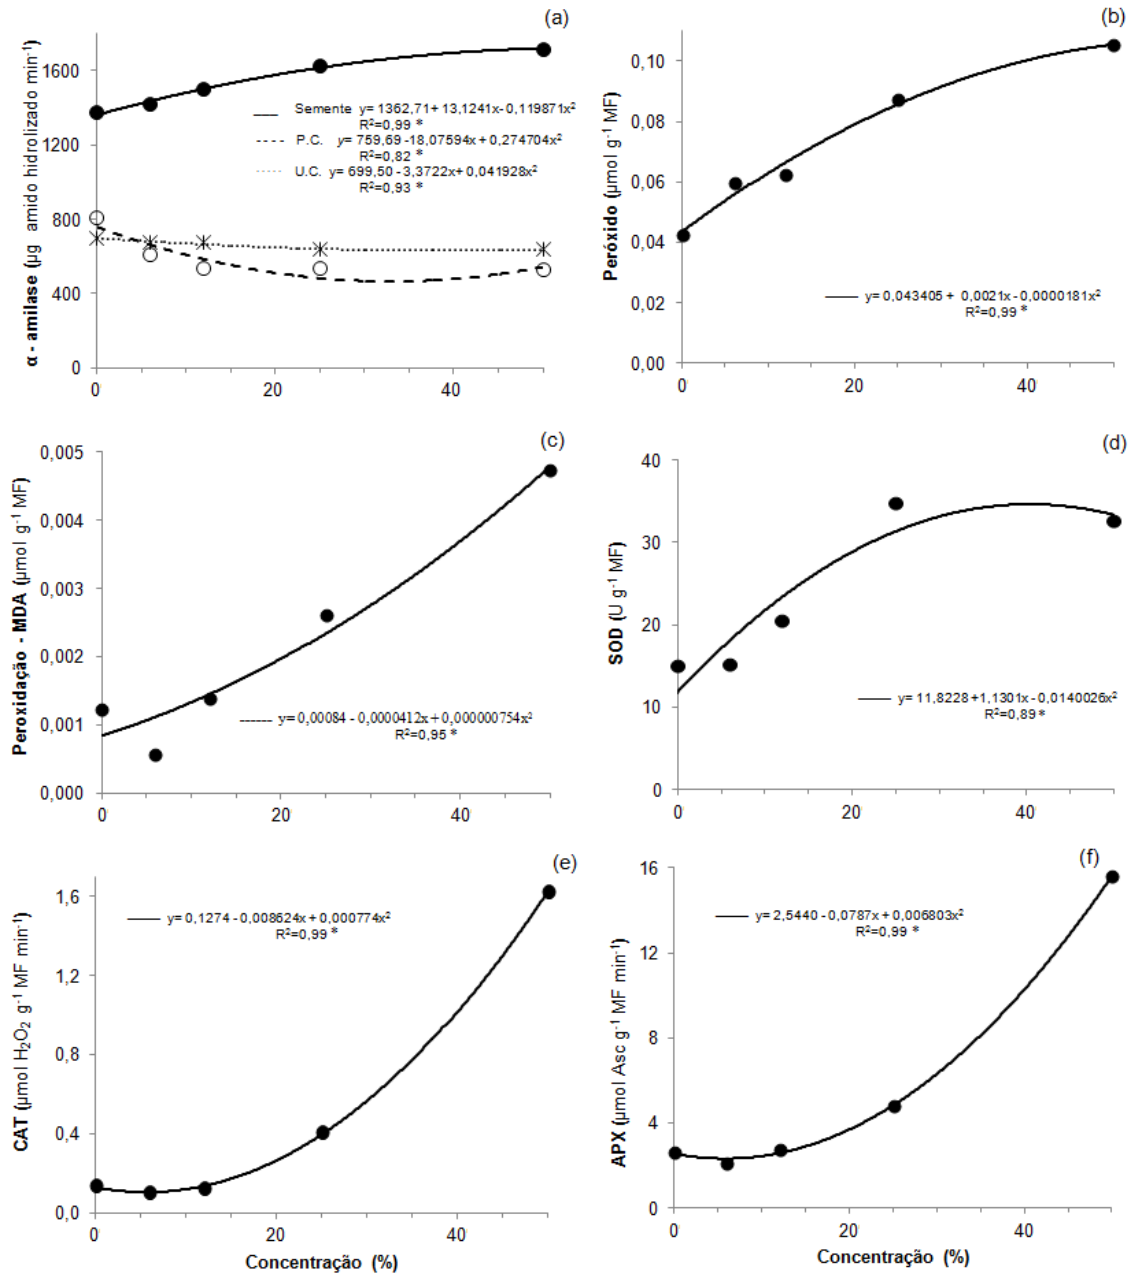 (a)
α - amilase (µg amido hidrolizado min⁻¹)
1600
1200
800
400
0
Semente y= 1362,71+ 13,1241x- 0,119871x²
R²=0,99 *
P.C. y= 759,69 -18,07594x + 0,274704x²
R²=0,82 *
U.C. y= 699,50 - 3,3722x+ 0,041928x²
R²=0,93 *
0 20 40
(b)
Peróxido (µmol g⁻¹ MF)
0,10
0,08
0,06
0,04
0,02
0,00
y= 0,043405 + 0,0021x - 0,0000181x²
R²=0,99 *
0 20 40
(c)
Peroxidação - MDA (µmol g⁻¹ MF)
0,005
0,004
0,003
0,002
0,001
0,000
y= 0,00084 - 0,0000412x + 0,000000754x²
R²=0,95 *
0 20 40
(d)
SOD (U g⁻¹ MF)
40
30
20
10
0
y= 11,8228 +1,1301x - 0,0140026x²
R²=0,89 *
0 20 40
(e)
CAT (µmol H₂O₂ g⁻¹ MF min⁻¹)
1,6
1,2
0,8
0,4
0,0
y= 0,1274 - 0,008624x + 0,000774x²
R²=0,99 *
0 20 40
Concentração (%)
(f)
APX (µmol Asc g⁻¹ MF min⁻¹)
16
12
8
4
0
y= 2,5440 - 0,0787x + 0,006803x²
R²=0,99 *
0 20 40
Concentração (%)